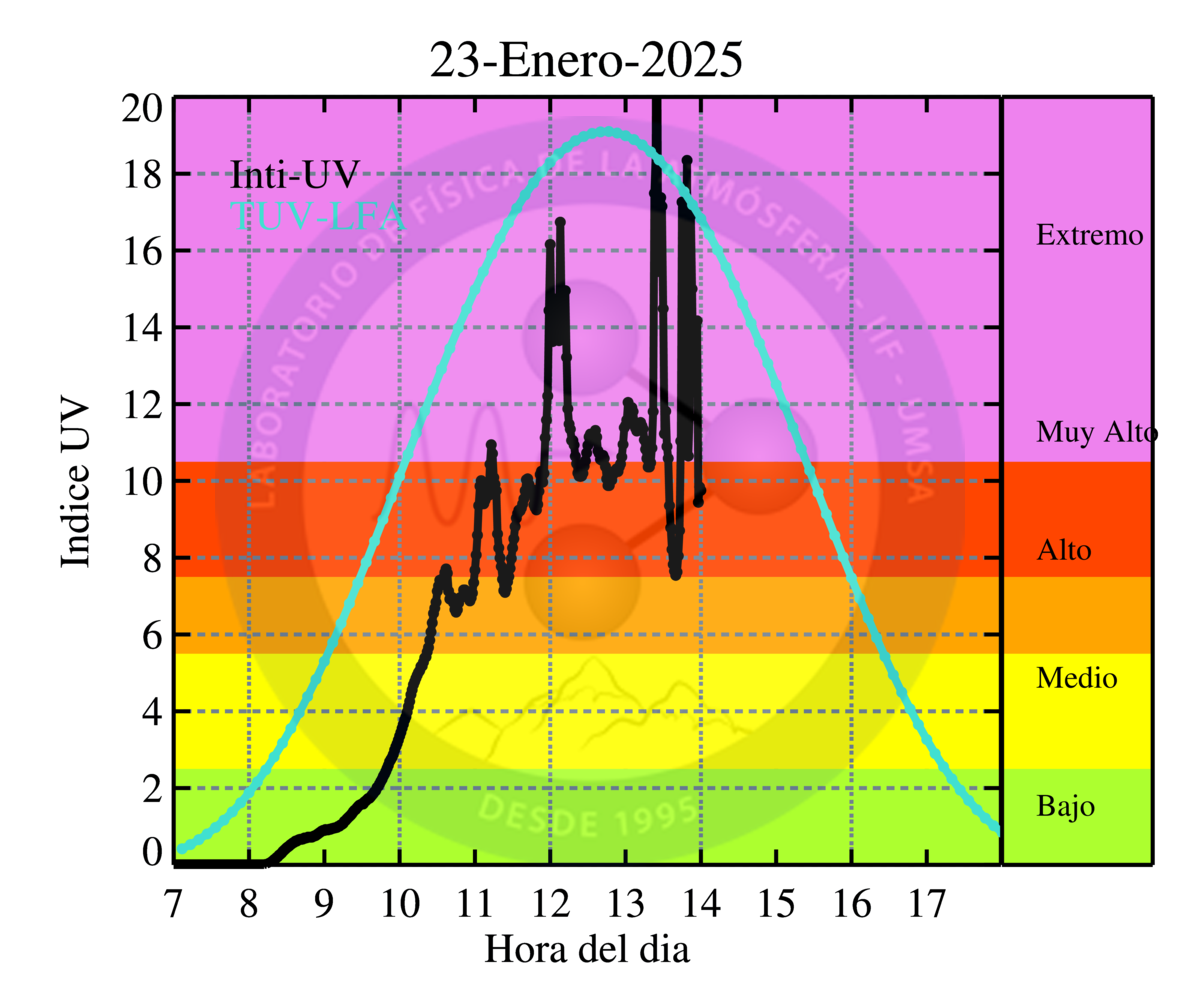 23-Enero-2025
Inti-UV
TUV-LFA
LABORATORIO DE FÍSICA DE LA ATMÓSFERA - IIF - UMSA
DESDE 1995
Indice UV
20
18
16
14
12
10
8
6
4
2
0
Extremo
Muy Alto
Alto
Medio
Bajo
7 8 9 10 11 12 13 14 15 16 17
Hora del dia